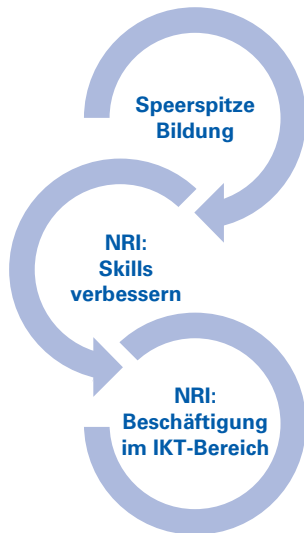 Speerspitze
Bildung
NRI:
Skills
verbessern
NRI:
Beschäftigung
im IKT-Bereich